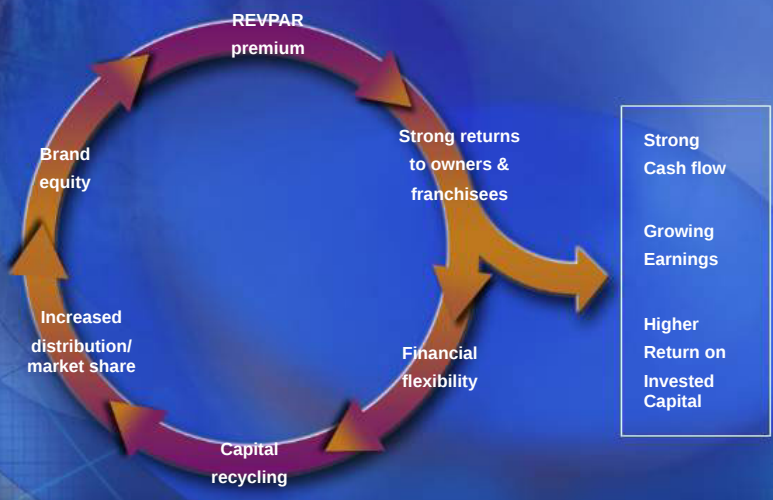 REVPAR
premium
Strong returns
to owners &
franchisees
Financial
flexibility
Capital
recycling
Increased
distribution/
market share
Brand
equity
Strong
Cash flow
Growing
Earnings
Higher
Return on
Invested
Capital